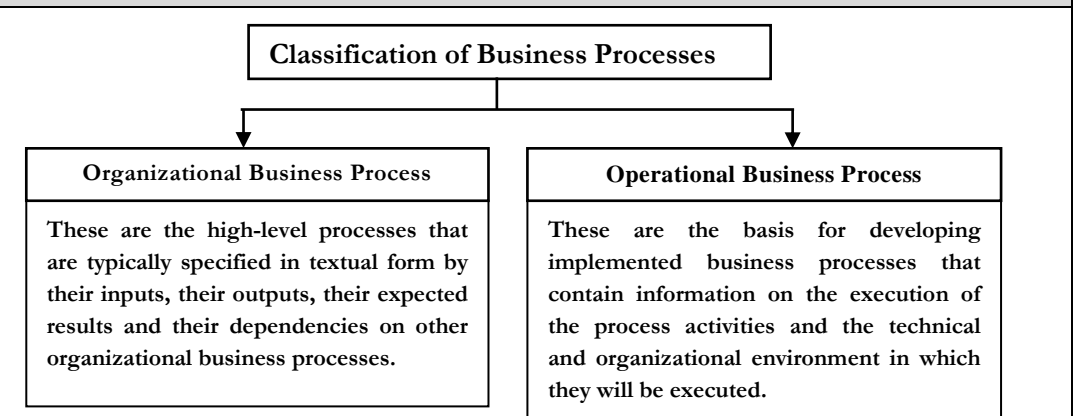 Classification of Business Processes
Organizational Business Process
These are the high-level processes that
are typically specified in textual form by
their inputs, their outputs, their expected
results and their dependencies on other
organizational business processes.
Operational Business Process
These are the basis for developing
implemented business processes that
contain information on the execution of
the process activities and the technical
and organizational environment in which
they will be executed.